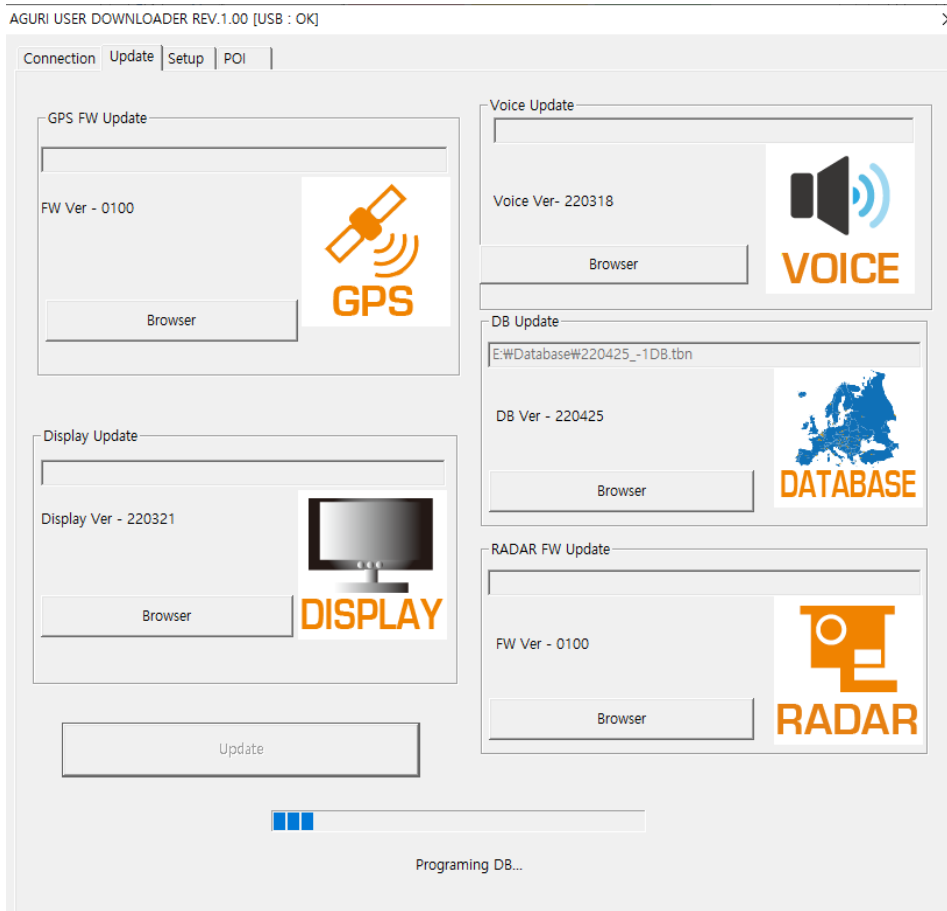 AGURI USER DOWNLOADER REV.1.00 [USB : OK]
Connection Update Setup POI
GPS FW Update
FW Ver - 0100
GPS
Browser
Voice Update
Voice Ver- 220318
VOICE
Browser
DB Update
E:₩Database₩220425_-1DB.tbn
DB Ver - 220425
DATABASE
Browser
Display Update
Display Ver - 220321
DISPLAY
Browser
RADAR FW Update
FW Ver - 0100
RADAR
Browser
Update
Programing DB...